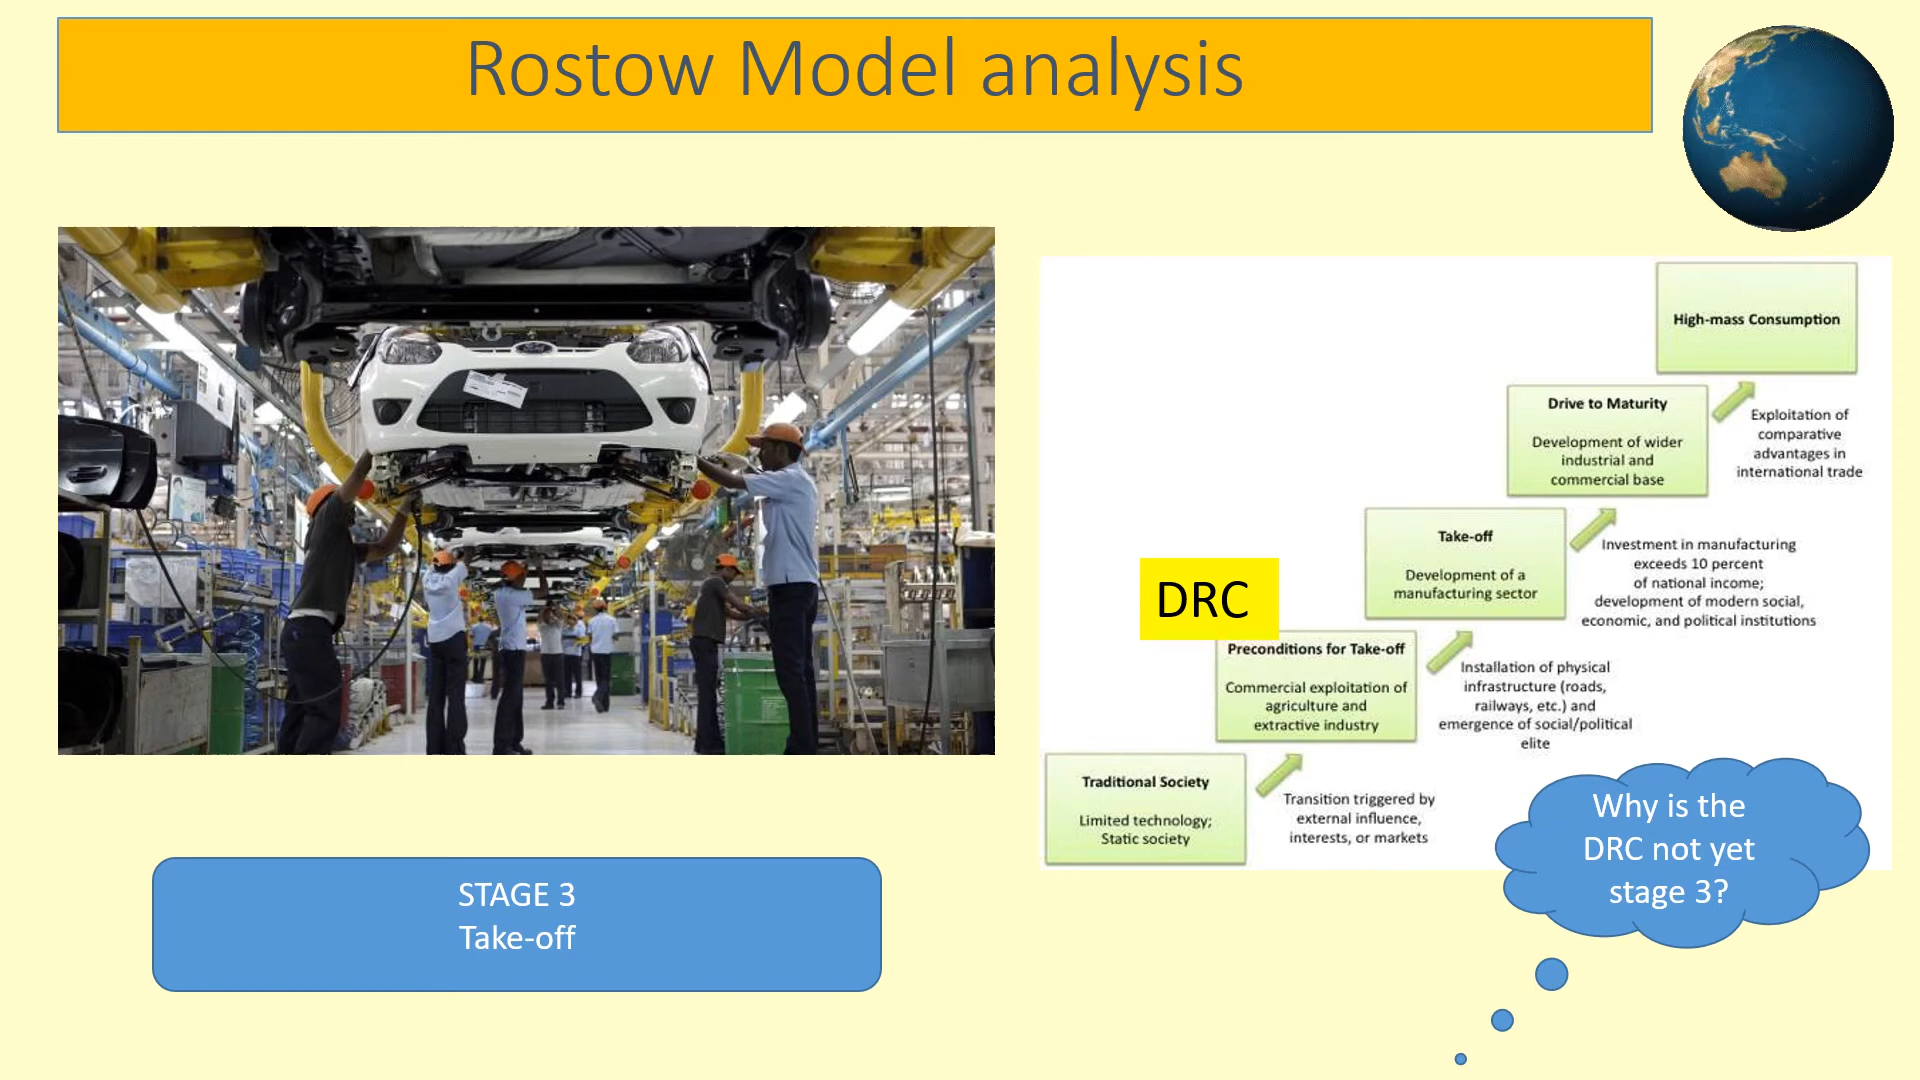 Rostow Model analysis
Ford
High-mass Consumption
Drive to Maturity
Development of wider
industrial and
commercial base
Exploitation of
comparative
advantages in
international trade
Take-off
Development of a
manufacturing sector
Investment in manufacturing
exceeds 10 percent
of national income;
development of modern social,
economic, and political institutions
DRC
Preconditions for Take-off
Commercial exploitation of
agriculture and
extractive industry
Installation of physical
infrastructure (roads,
railways, etc.) and
emergence of social/political
elite
Traditional Society
Limited technology;
Static society
Transition triggered by
external influence,
interests, or markets
Why is the
DRC not yet
stage 3?
STAGE 3
Take-off